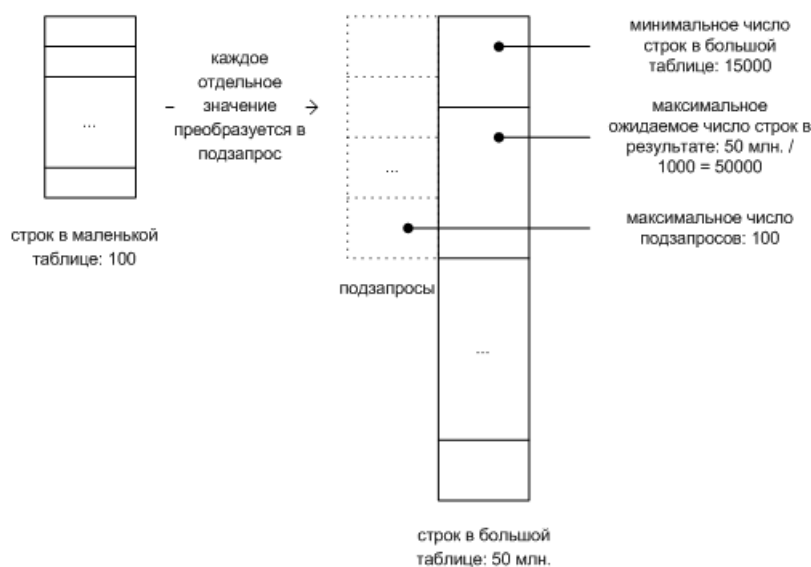 ...
строк в маленькой
таблице: 100
каждое
отдельное
значение
преобразуется в
подзапрос
...
подзапросы
...
строк в большой
таблице: 50 млн.
минимальное число
строк в большой
таблице: 15000
максимальное
ожидаемое число строк в
результате: 50 млн. /
1000 = 50000
максимальное число
подзапросов: 100